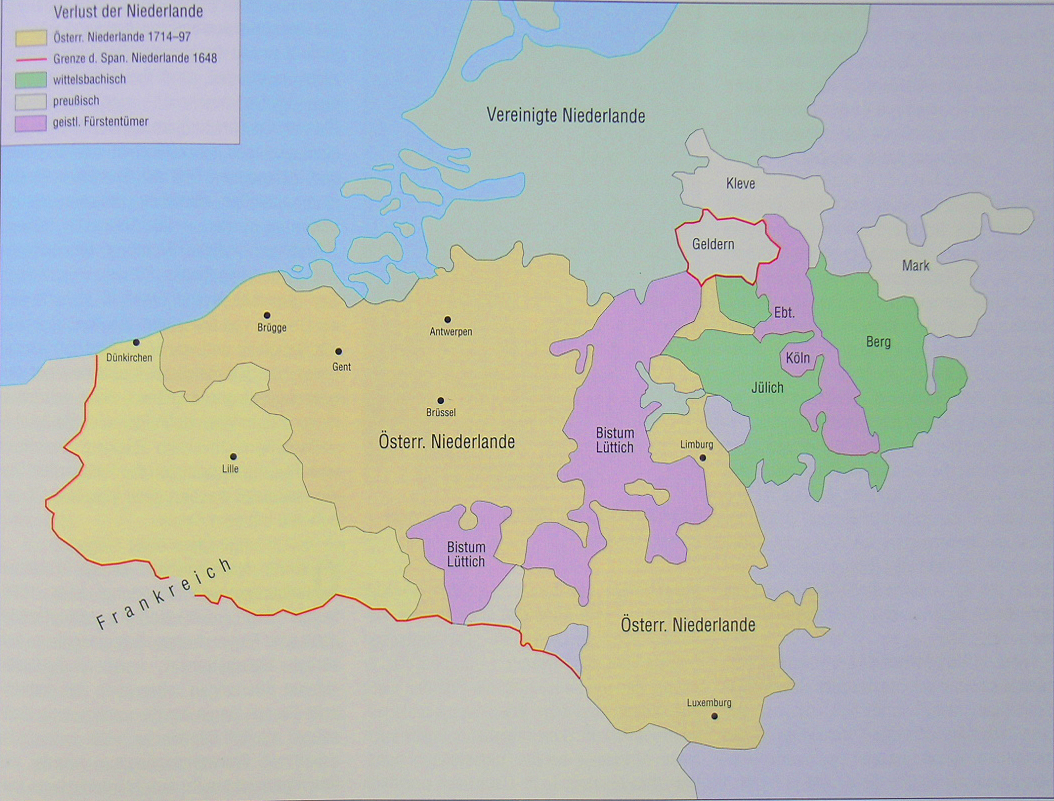 Verlust der Niederlande
Österr. Niederlande 1714–97
Grenze d. Span. Niederlande 1648
wittelsbachisch
preußisch
geistl. Fürstentümer
Vereinigte Niederlande
Kleve
Geldern
Mark
Ebt.
Brügge
Antwerpen
Dünkirchen
Gent
Berg
Köln
Jülich
Brüssel
Österr. Niederlande
Bistum
Lüttich
Limburg
Lille
Bistum
Lüttich
Frankreich
Österr. Niederlande
Luxemburg